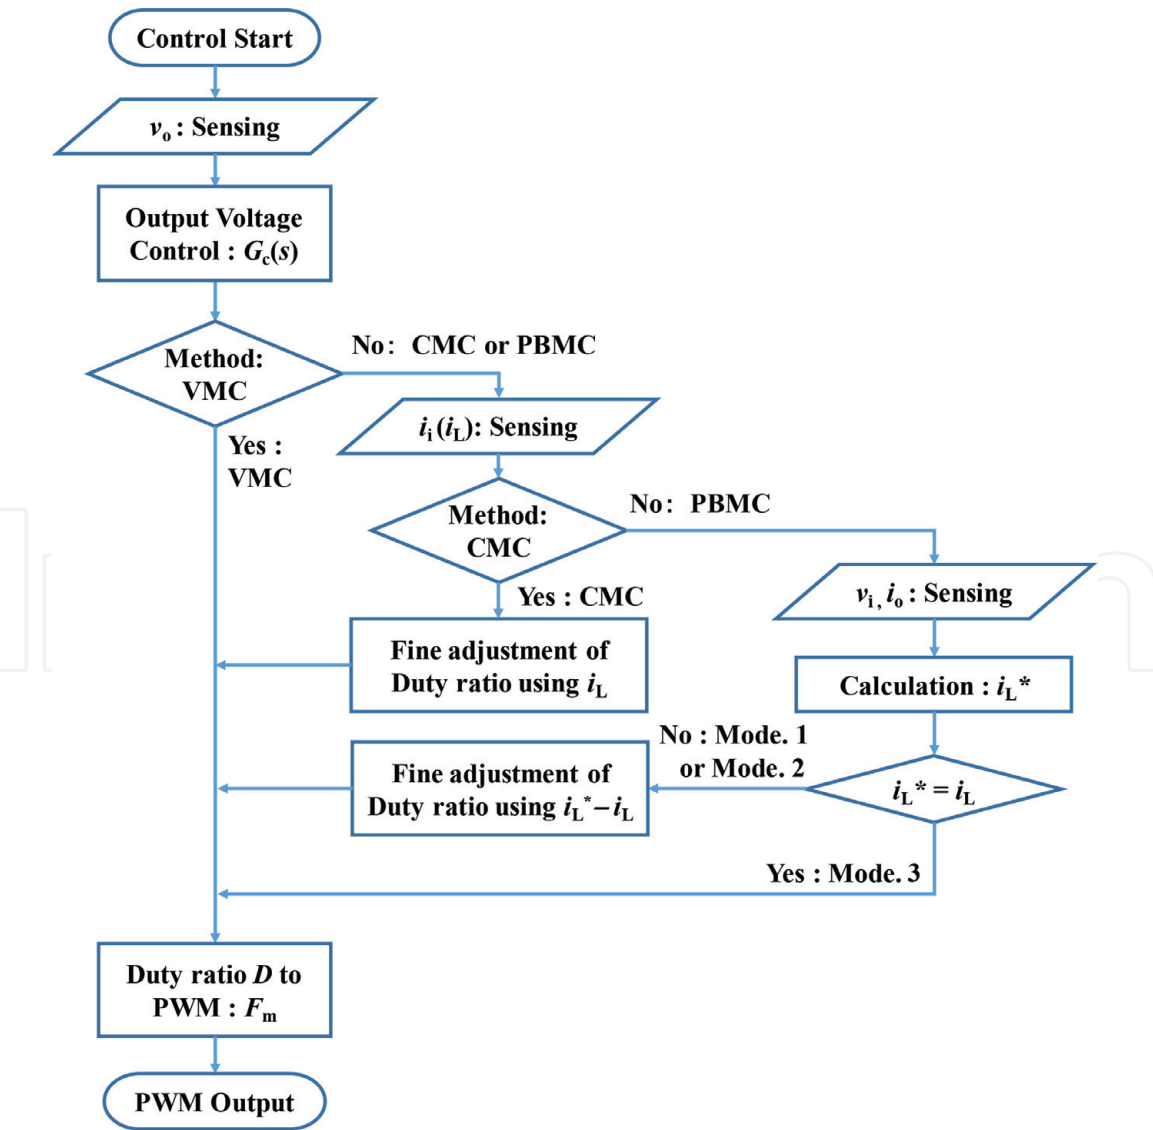 Control Start
vo : Sensing
Output Voltage
Control : Gc(s)
Method:
VMC
No: CMC or PBMC
Yes :
VMC
ii (iL): Sensing
Method:
CMC
No: PBMC
Yes : CMC
vi , io : Sensing
Fine adjustment of
Duty ratio using iL
Calculation : iL*
No : Mode. 1
or Mode. 2
Fine adjustment of
Duty ratio using iL*–iL
iL* = iL
Yes : Mode. 3
Duty ratio D to
PWM : Fm
PWM Output